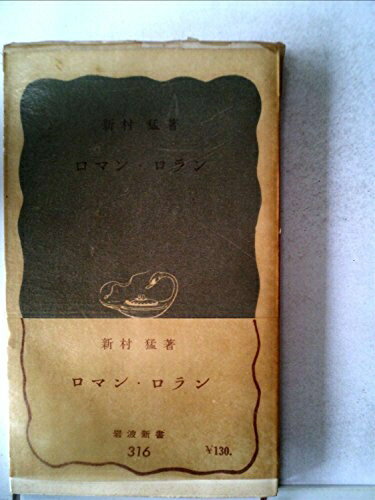 新村 猛著
ロマン・ロラン
新村 猛著
ロマン・ロラン
岩波新書
316
¥130.